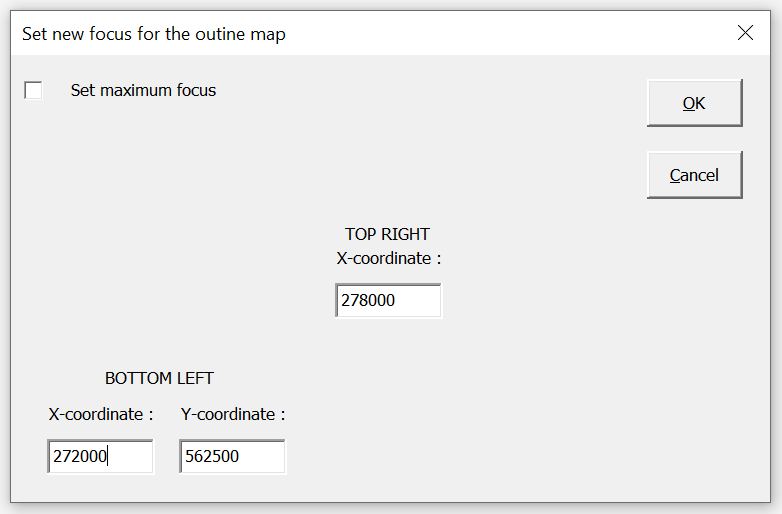 Set new focus for the outine map
Set maximum focus
OK
Cancel
TOP RIGHT
X-coordinate :
278000
BOTTOM LEFT
X-coordinate : Y-coordinate :
272000 562500